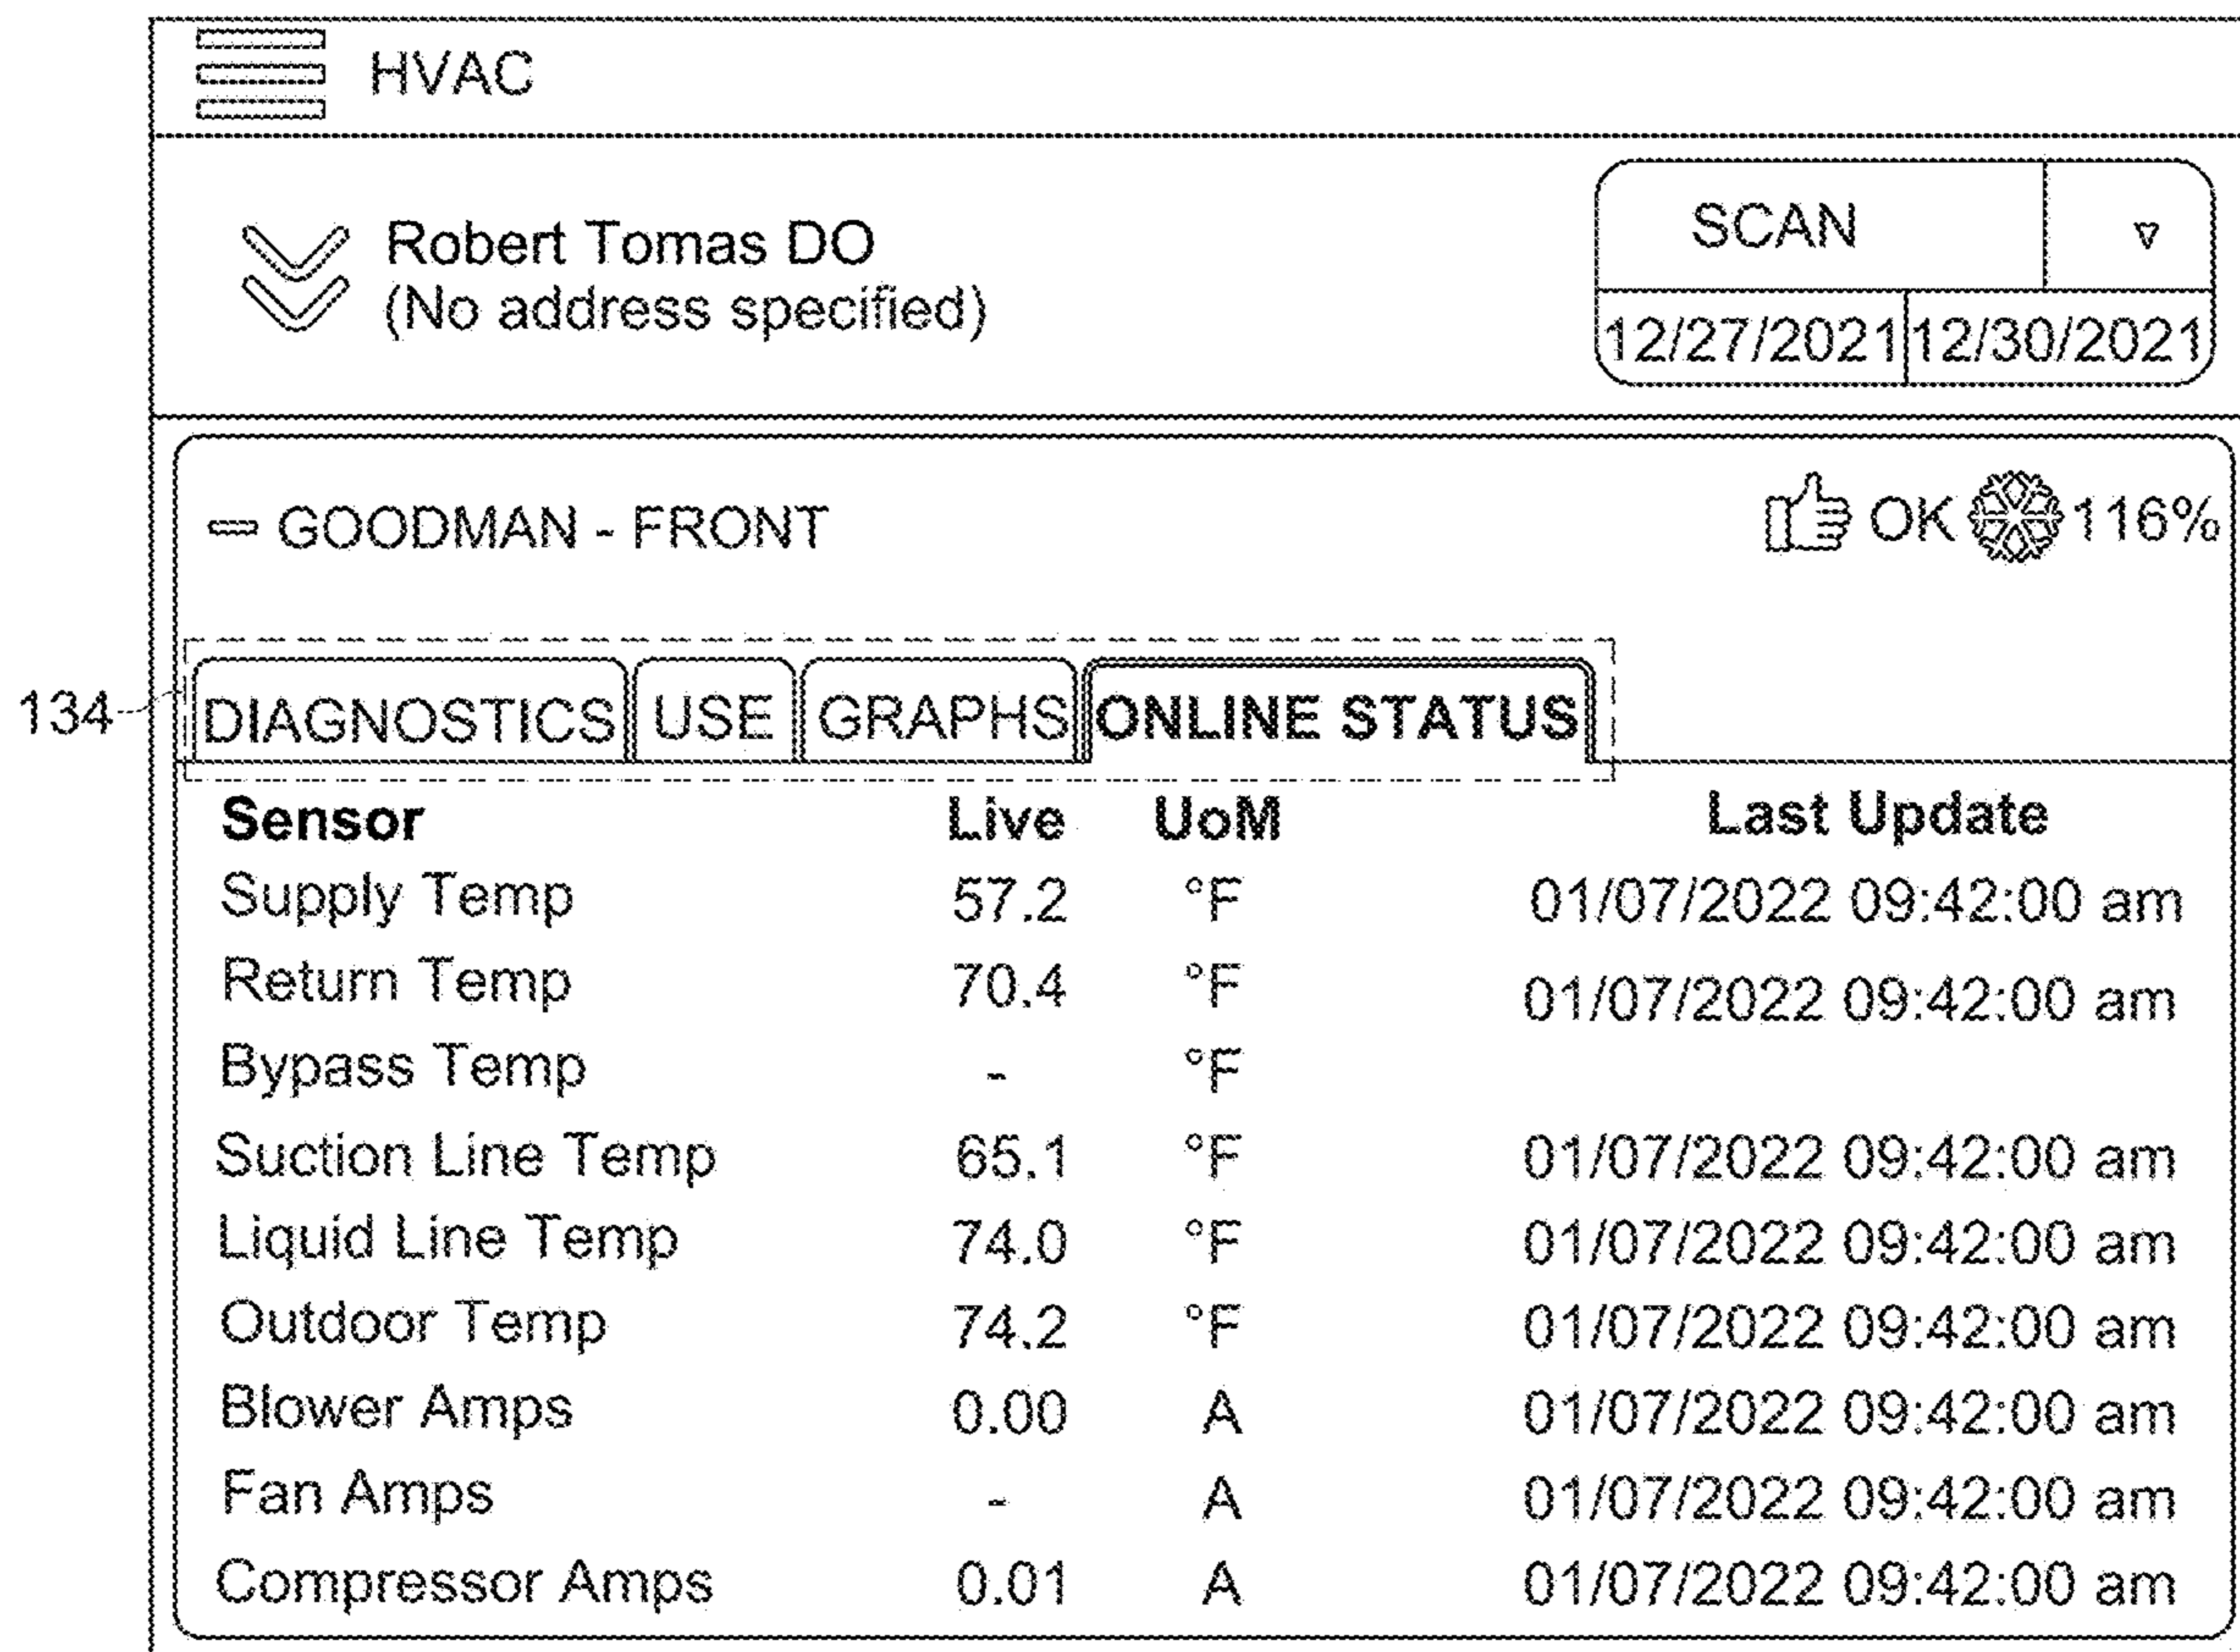 HVAC
Robert Tomas DO
(No address specified)
SCAN
12/27/2021 12/30/2021
GOODMAN - FRONT OK 116%
134
DIAGNOSTICS USE GRAPHS ONLINE STATUS
Sensor Live UoM Last Update
Supply Temp 57.2 °F 01/07/2022 09:42:00 am
Return Temp 70.4 °F 01/07/2022 09:42:00 am
Bypass Temp - °F
Suction Line Temp 65.1 °F 01/07/2022 09:42:00 am
Liquid Line Temp 74.0 °F 01/07/2022 09:42:00 am
Outdoor Temp 74.2 °F 01/07/2022 09:42:00 am
Blower Amps 0.00 A 01/07/2022 09:42:00 am
Fan Amps - A 01/07/2022 09:42:00 am
Compressor Amps 0.01 A 01/07/2022 09:42:00 am